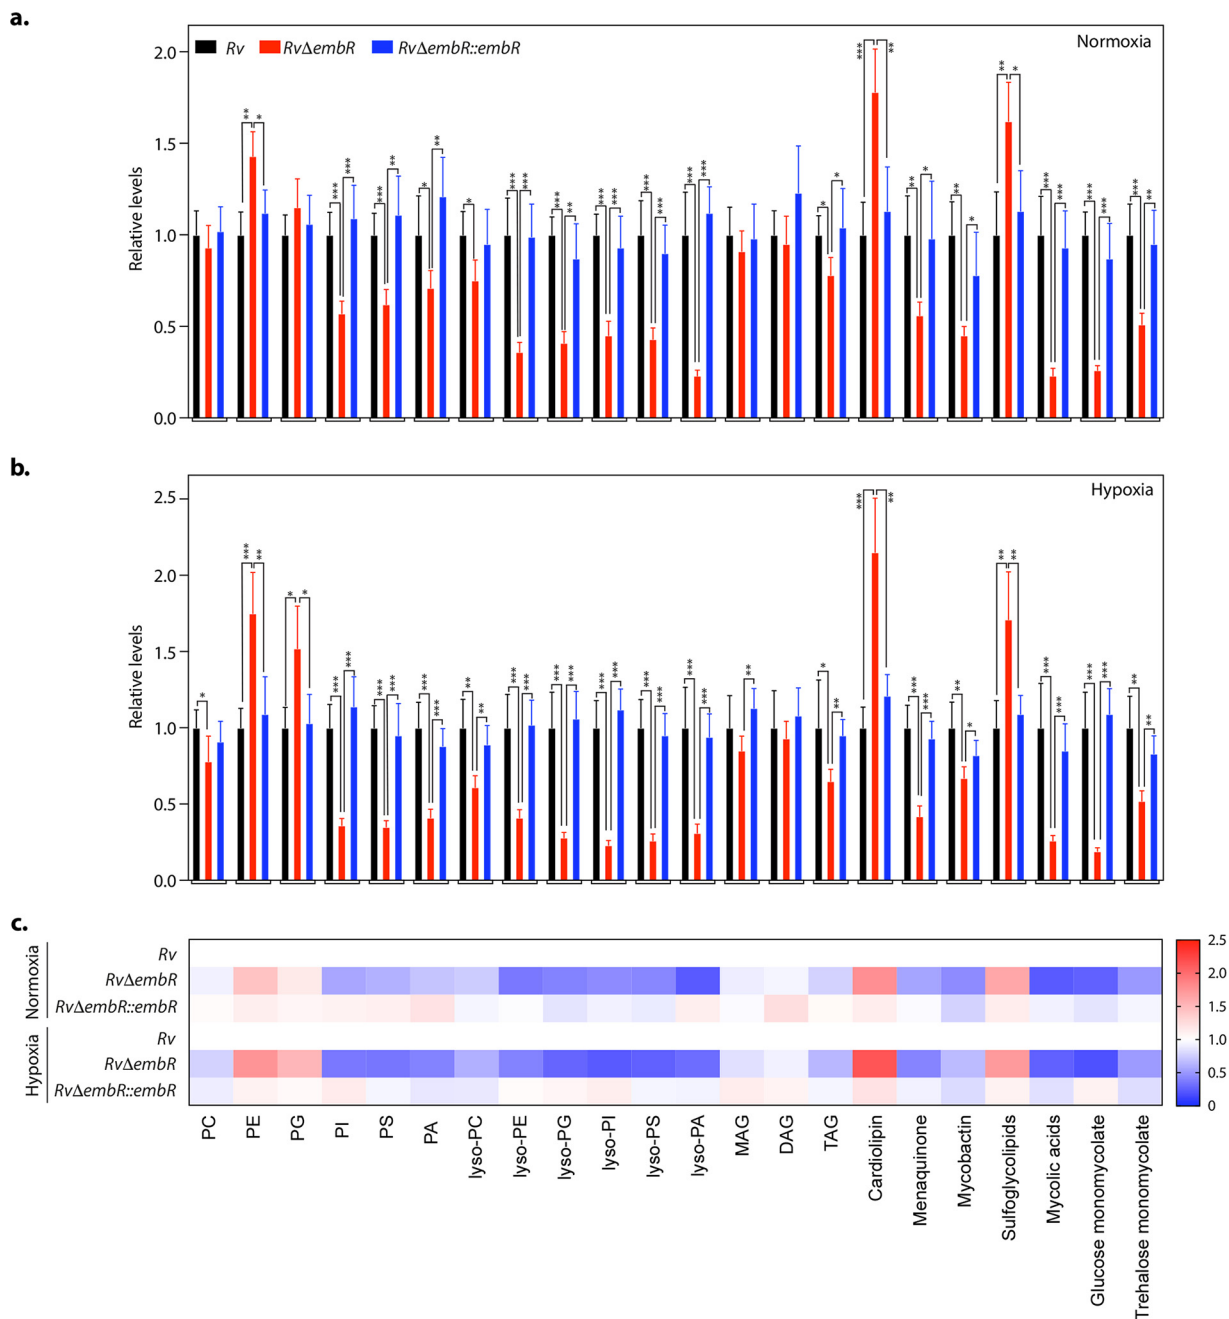 a.
Rv RvΔembR RvΔembR::embR
Normoxia
Relative levels
2.0
1.5
1.0
0.5
0.0
b.
Hypoxia
Relative levels
2.5
2.0
1.5
1.0
0.5
0.0
c.
Normoxia
Rv
RvΔembR
RvΔembR::embR
Hypoxia
Rv
RvΔembR
RvΔembR::embR
2.5
2.0
1.5
1.0
0.5
0
PC
PE
PG
PI
PS
PA
lyso-PC
lyso-PE
lyso-PG
lyso-PI
lyso-PS
lyso-PA
MAG
DAG
TAG
Cardiolipin
Menaquinone
Mycobactin
Sulfoglycolipids
Mycolic acids
Glucose monomycolate
Trehalose monomycolate